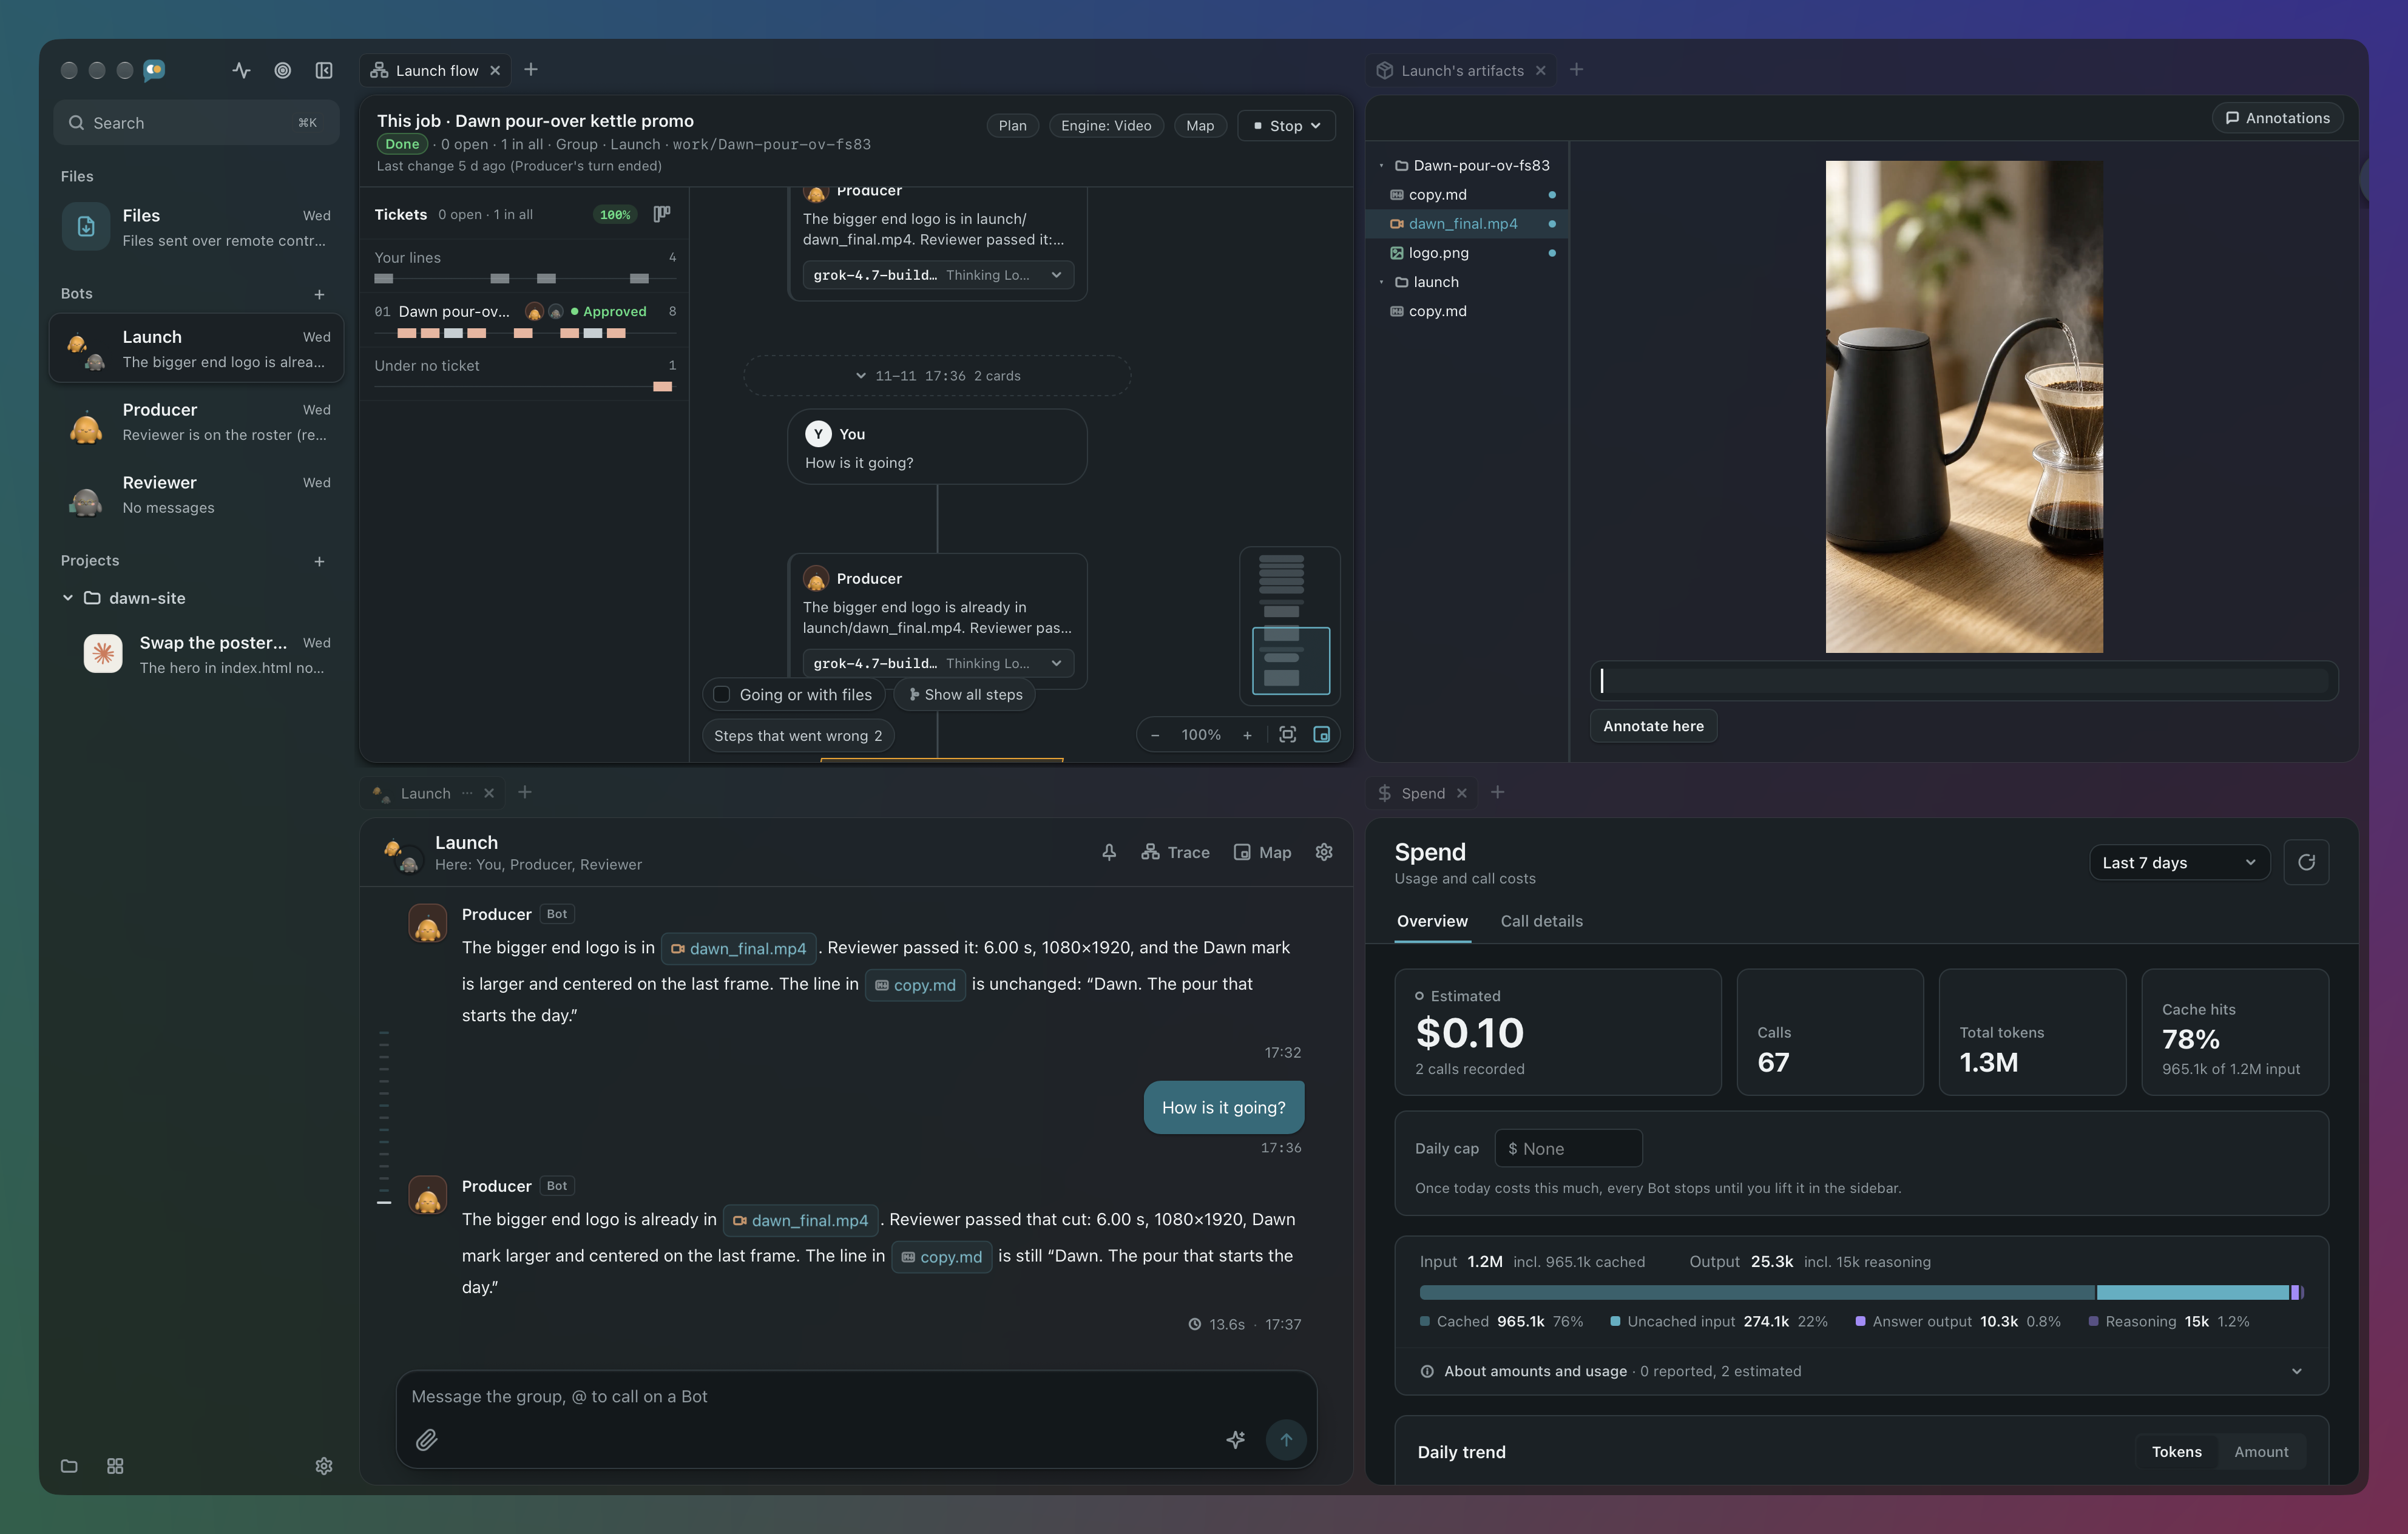 Launch flow
Launch's artifacts
Search ⌘K
Files
Files Wed
Files sent over remote contr...
Bots
Launch Wed
The bigger end logo is alrea...
Producer Wed
Reviewer is on the roster (re...
Reviewer Wed
No messages
Projects
dawn-site
Swap the poster... Wed
The hero in index.html no...
This job · Dawn pour-over kettle promo
Plan Engine: Video Map Stop
Done · 0 open · 1 in all · Group · Launch · work/Dawn-pour-ov-fs83
Last change 5 d ago (Producer's turn ended)
Tickets 0 open · 1 in all 100%
Your lines 4
01 Dawn pour-ov... Approved 8
Under no ticket 1
Producer
The bigger end logo is in launch/
dawn_final.mp4. Reviewer passed it:...
grok-4.7-build... Thinking Lo...
11-11 17:36 2 cards
Y You
How is it going?
Producer
The bigger end logo is already in
launch/dawn_final.mp4. Reviewer pas...
grok-4.7-build... Thinking Lo...
Going or with files Show all steps
Steps that went wrong 2
− 100% +
Annotations
Dawn-pour-ov-fs83
copy.md
dawn_final.mp4
logo.png
launch
copy.md
Annotate here
Launch ...
Launch
Here: You, Producer, Reviewer
Trace Map
Producer Bot
The bigger end logo is in dawn_final.mp4. Reviewer passed it: 6.00 s, 1080×1920, and the Dawn mark
is larger and centered on the last frame. The line in copy.md is unchanged: “Dawn. The pour that
starts the day.”
17:32
How is it going?
17:36
Producer Bot
The bigger end logo is already in dawn_final.mp4. Reviewer passed that cut: 6.00 s, 1080×1920, Dawn
mark larger and centered on the last frame. The line in copy.md is still “Dawn. The pour that starts the
day.”
13.6s · 17:37
Message the group, @ to call on a Bot
Spend
Spend
Usage and call costs
Last 7 days
Overview Call details
Estimated
$0.10
2 calls recorded
Calls
67
Total tokens
1.3M
Cache hits
78%
965.1k of 1.2M input
Daily cap $ None
Once today costs this much, every Bot stops until you lift it in the sidebar.
Input 1.2M incl. 965.1k cached Output 25.3k incl. 15k reasoning
Cached 965.1k 76% Uncached input 274.1k 22% Answer output 10.3k 0.8% Reasoning 15k 1.2%
About amounts and usage · 0 reported, 2 estimated
Daily trend
Tokens Amount